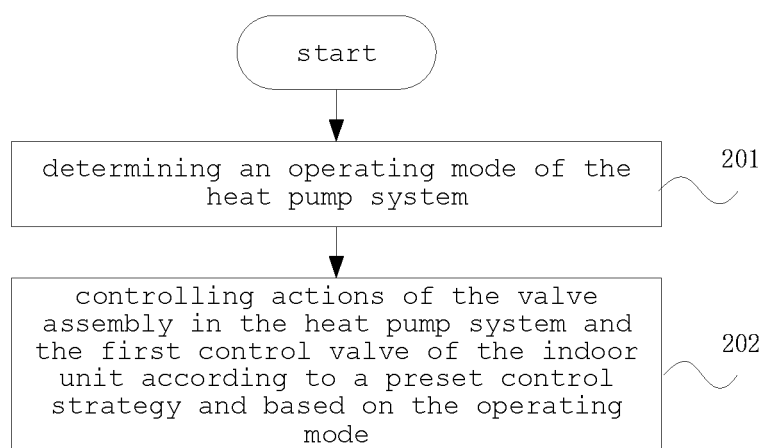 start
determining an operating mode of the
heat pump system
201
controlling actions of the valve
assembly in the heat pump system and
the first control valve of the indoor
unit according to a preset control
strategy and based on the operating
mode
202